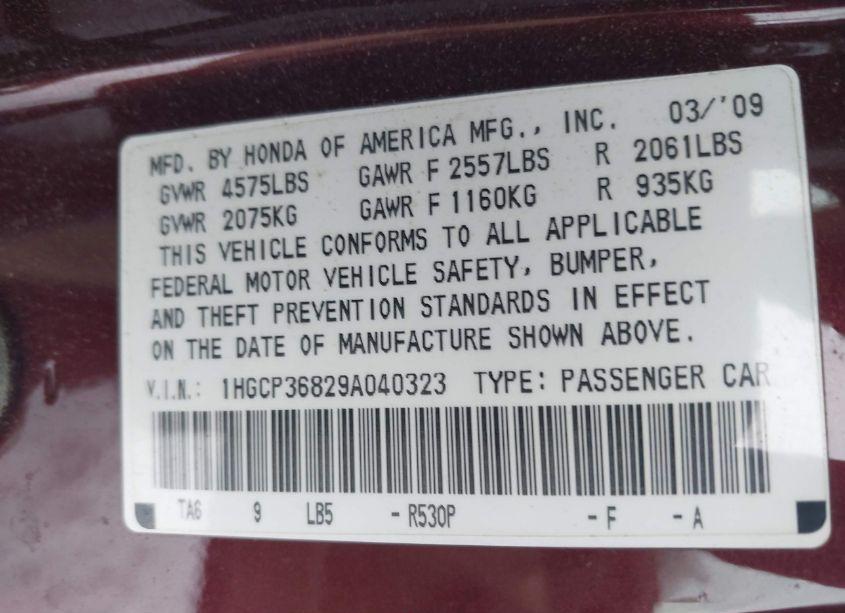 MFD. BY HONDA OF AMERICA MFG., INC. 03/'09
GVWR 4575LBS GAWR F 2557LBS R 2061LBS
GVWR 2075KG GAWR F 1160KG R 935KG
THIS VEHICLE CONFORMS TO ALL APPLICABLE
FEDERAL MOTOR VEHICLE SAFETY, BUMPER,
AND THEFT PREVENTION STANDARDS IN EFFECT
ON THE DATE OF MANUFACTURE SHOWN ABOVE.
V.I.N.: 1HGCP36829A040323 TYPE: PASSENGER CAR
TA6 9 LB5 - R530P - F - A